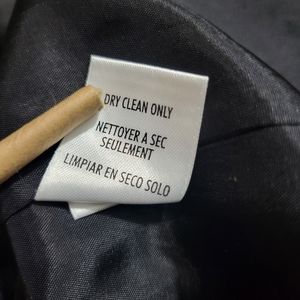 DRY CLEAN ONLY
NETTOYER A SEC
SEULEMENT
LIMPIAR EN SECO SOLO